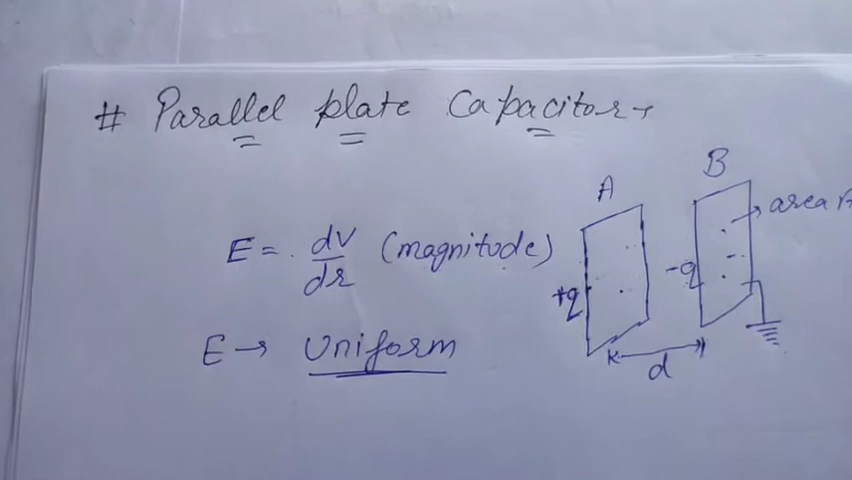 # Parallel plate Capacitor→
E = dV/dr (magnitude)
E → Uniform
A
B
area A
+q
-q
d